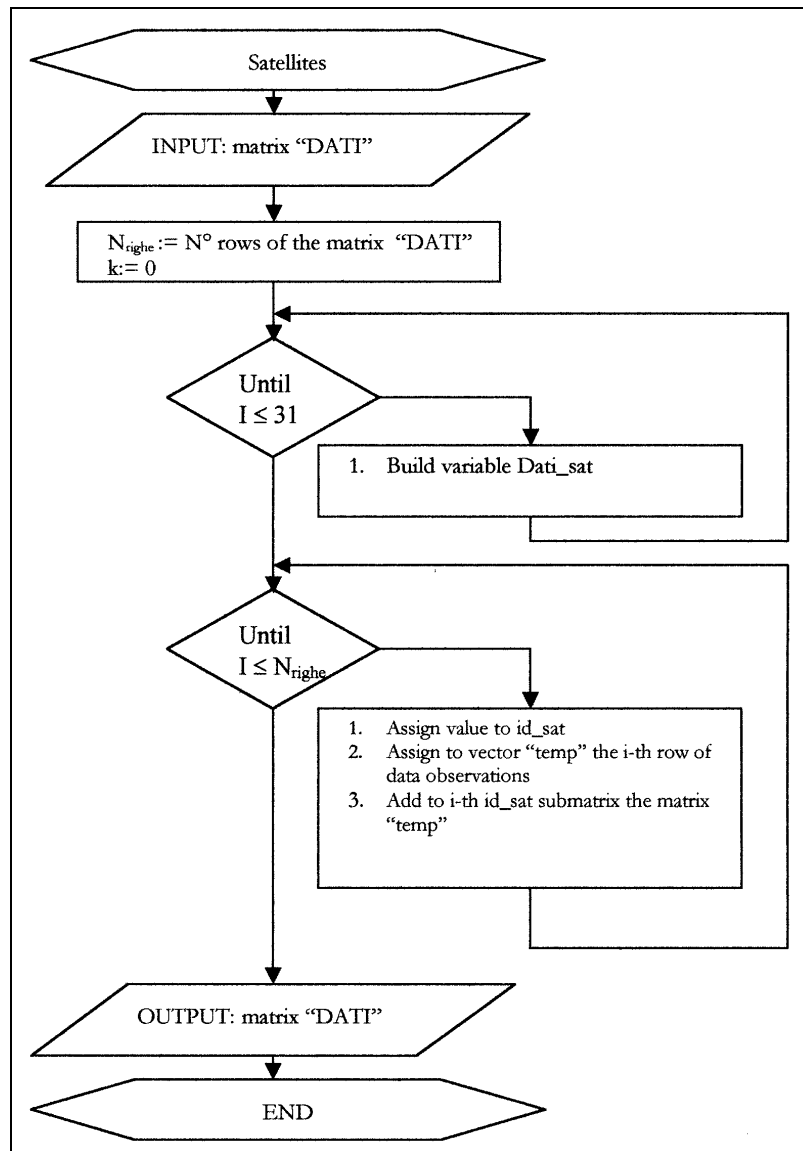 Satellites
INPUT: matrix “DATI”
N_righe := N° rows of the matrix “DATI”
k:= 0
Until
I ≤ 31
1. Build variable Dati_sat
Until
I ≤ N_righe
1. Assign value to id_sat
2. Assign to vector “temp” the i-th row of
data observations
3. Add to i-th id_sat submatrix the matrix
“temp”
OUTPUT: matrix “DATI”
END